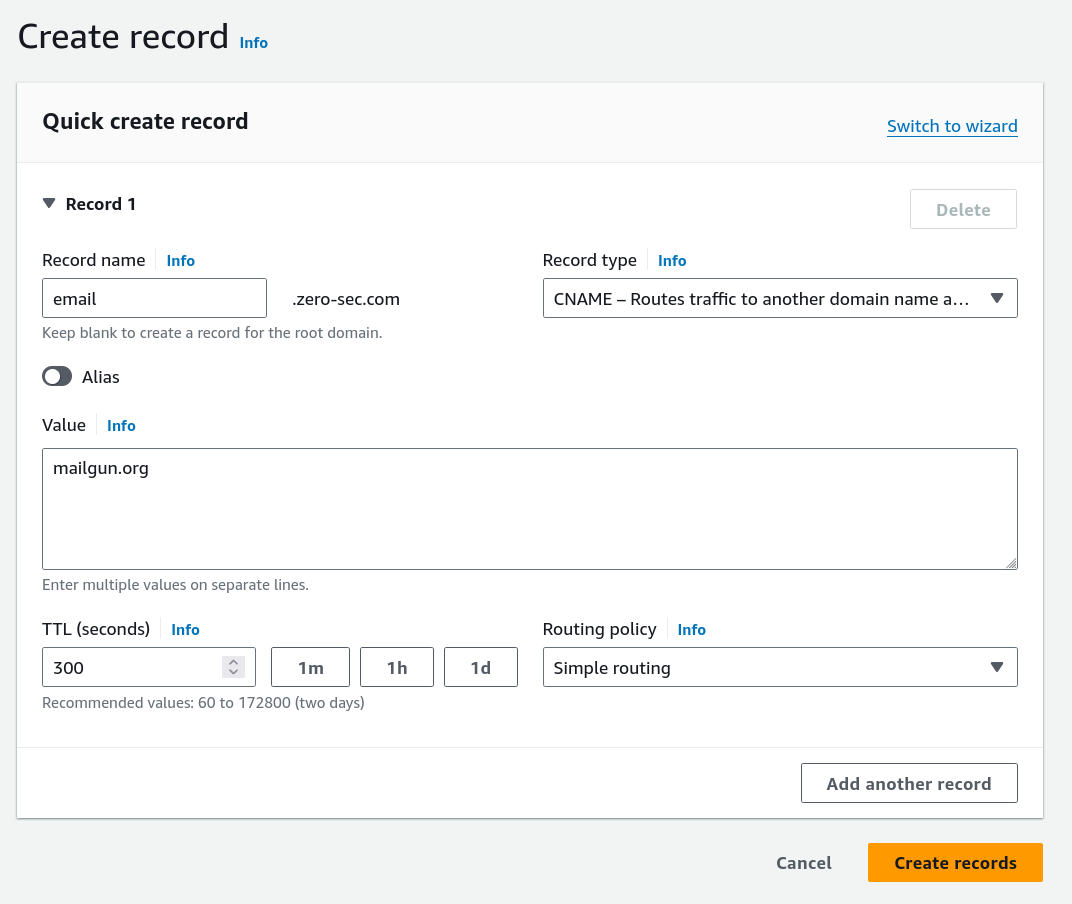 Create record Info
Quick create record
Switch to wizard
Record 1
Delete
Record name Info
Record type Info
email .zero-sec.com
CNAME – Routes traffic to another domain name a...
Keep blank to create a record for the root domain.
Alias
Value Info
mailgun.org
Enter multiple values on separate lines.
TTL (seconds) Info
Routing policy Info
300 1m 1h 1d
Simple routing
Recommended values: 60 to 172800 (two days)
Add another record
Cancel Create records